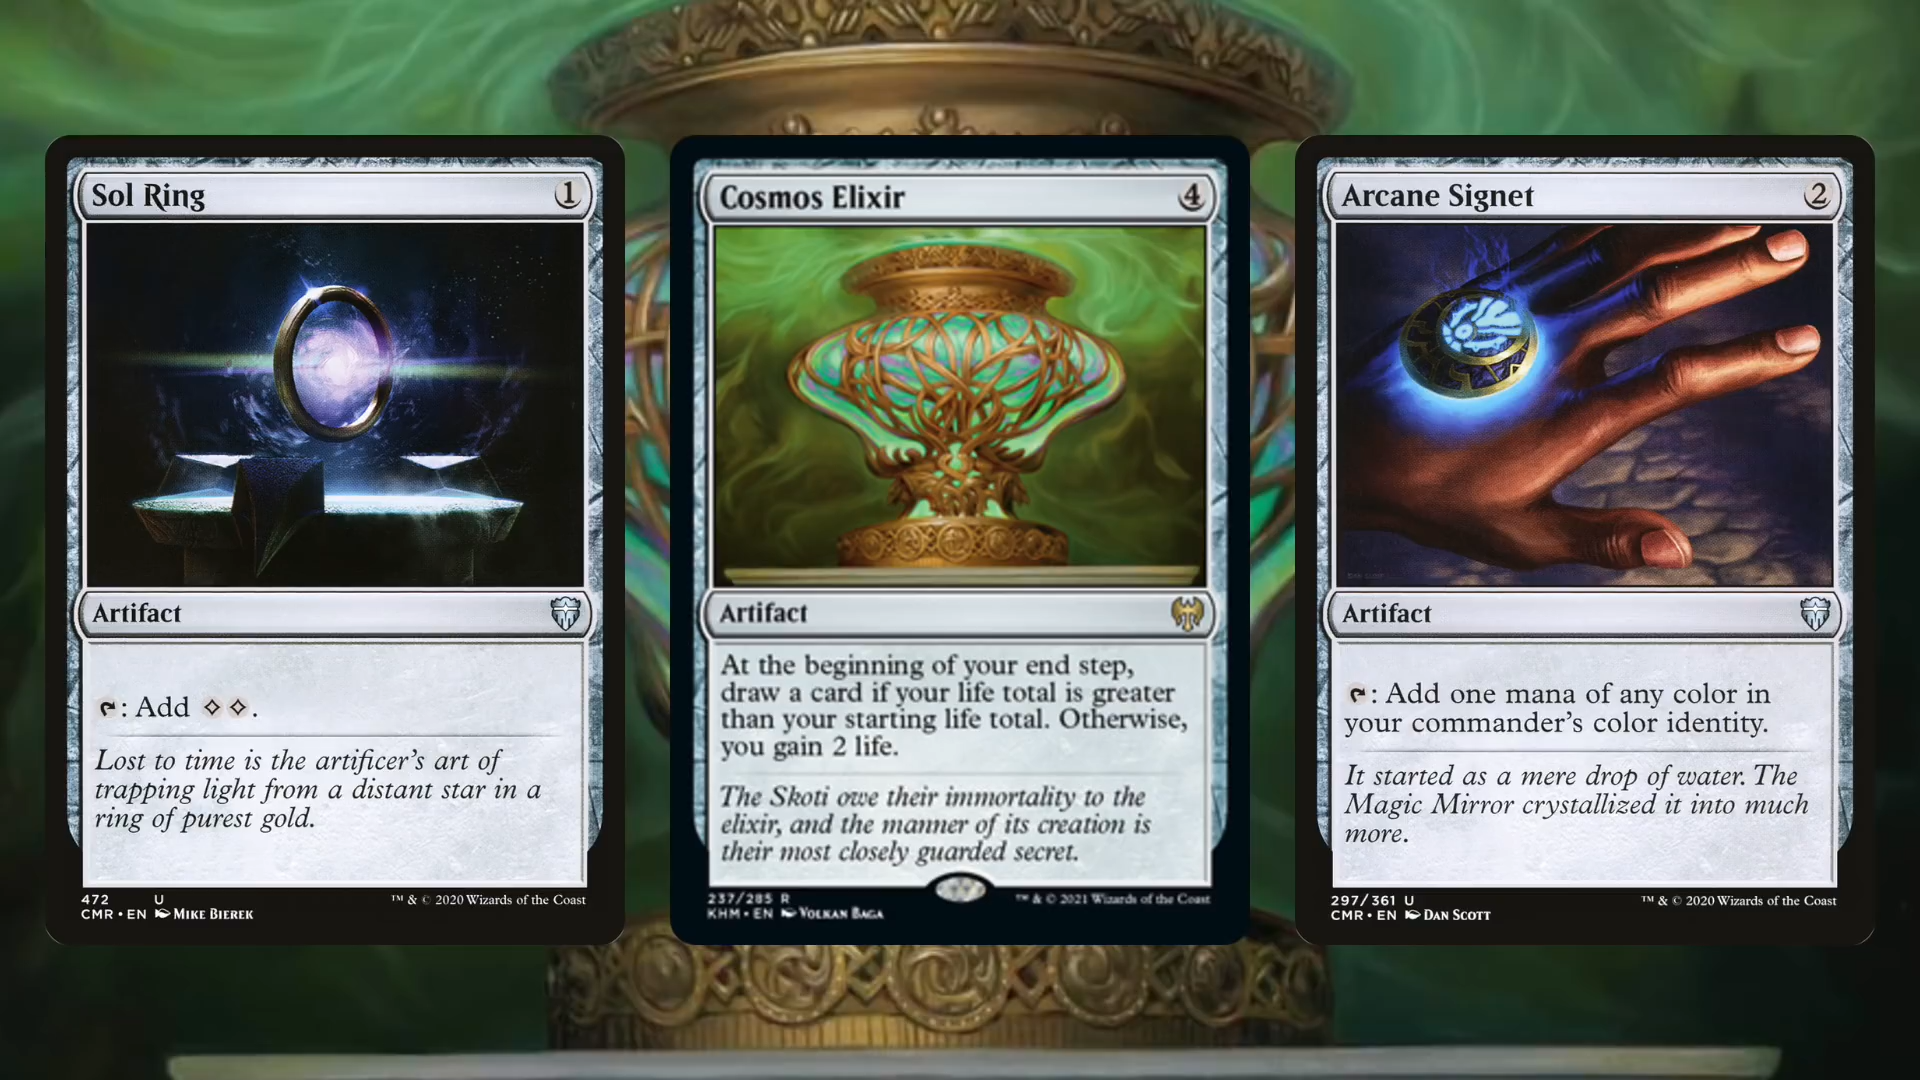 Sol Ring 1
Artifact
: Add .
Lost to time is the artificer's art of
trapping light from a distant star in a
ring of purest gold.
472 U
CMR • EN Mike Bierek
™ & © 2020 Wizards of the Coast
Cosmos Elixir 4
Artifact
At the beginning of your end step,
draw a card if your life total is greater
than your starting life total. Otherwise,
you gain 2 life.
The Skoti owe their immortality to the
elixir, and the manner of its creation is
their most closely guarded secret.
237/285 R
KHM • EN Volkan Baga
™ & © 2021 Wizards of the Coast
Arcane Signet 2
Artifact
: Add one mana of any color in
your commander's color identity.
It started as a mere drop of water. The
Magic Mirror crystallized it into much
more.
297/361 U
CMR • EN Dan Scott
™ & © 2020 Wizards of the Coast